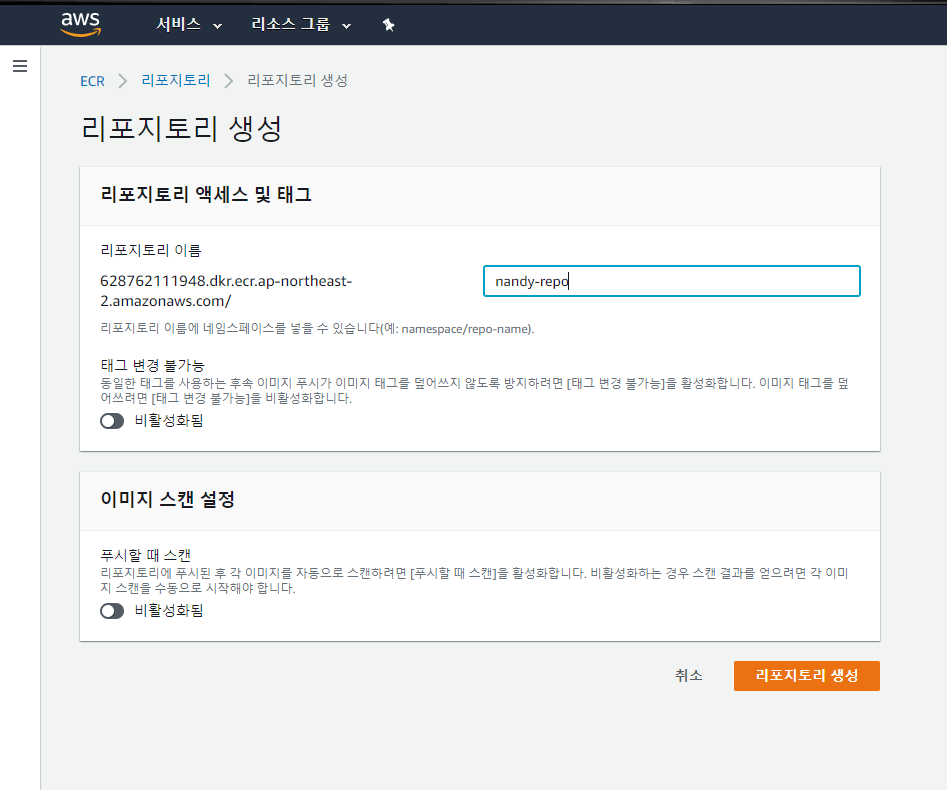 aws 서비스 리소스 그룹
ECR 리포지토리 리포지토리 생성
리포지토리 생성
리포지토리 액세스 및 태그
리포지토리 이름
628762111948.dkr.ecr.ap-northeast-
2.amazonaws.com/
nandy-repo
리포지토리 이름에 네임스페이스를 넣을 수 있습니다(예: namespace/repo-name).
태그 변경 불가능
동일한 태그를 사용하는 후속 이미지 푸시가 이미지 태그를 덮어쓰지 않도록 방지하려면 [태그 변경 불가능]을 활성화합니다. 이미지 태그를 덮
어쓰려면 [태그 변경 불가능]을 비활성화합니다.
비활성화됨
이미지 스캔 설정
푸시할 때 스캔
리포지토리에 푸시된 후 각 이미지를 자동으로 스캔하려면 [푸시할 때 스캔]을 활성화합니다. 비활성화하는 경우 스캔 결과를 얻으려면 각 이미
지 스캔을 수동으로 시작해야 합니다.
비활성화됨
취소 리포지토리 생성